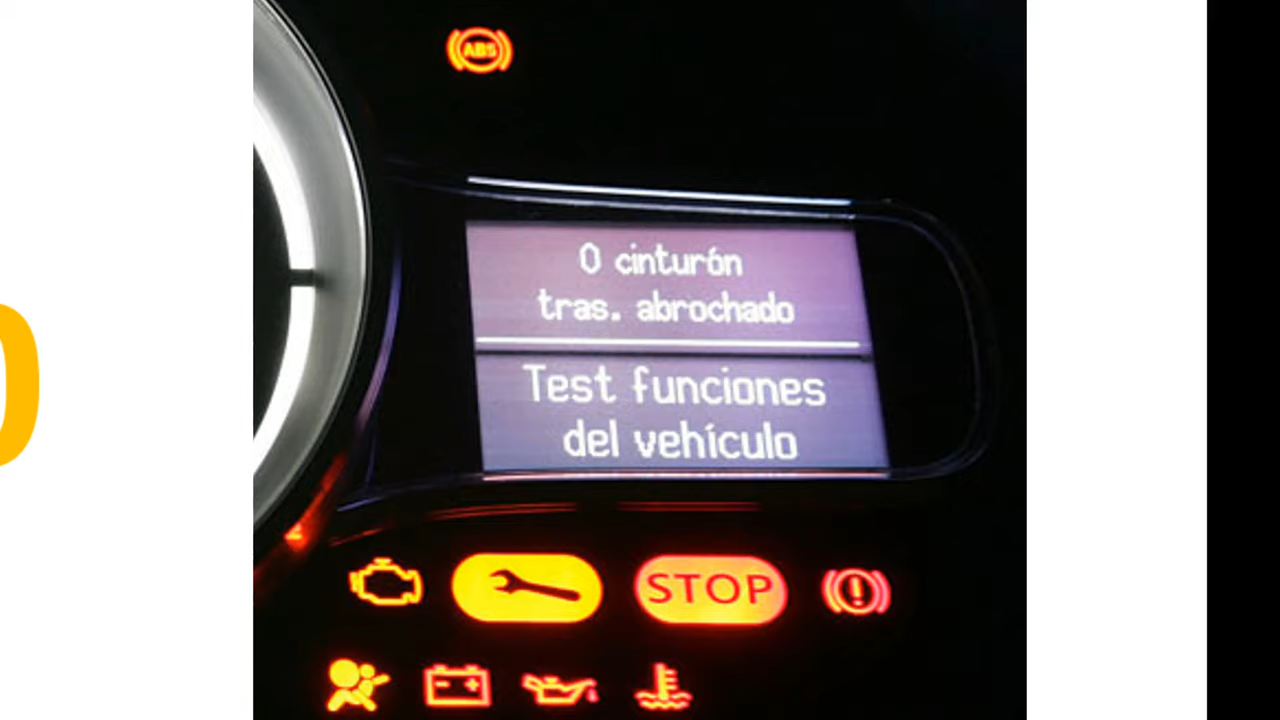 ABS
0 cinturón
tras. abrochado
Test funciones
del vehículo
STOP